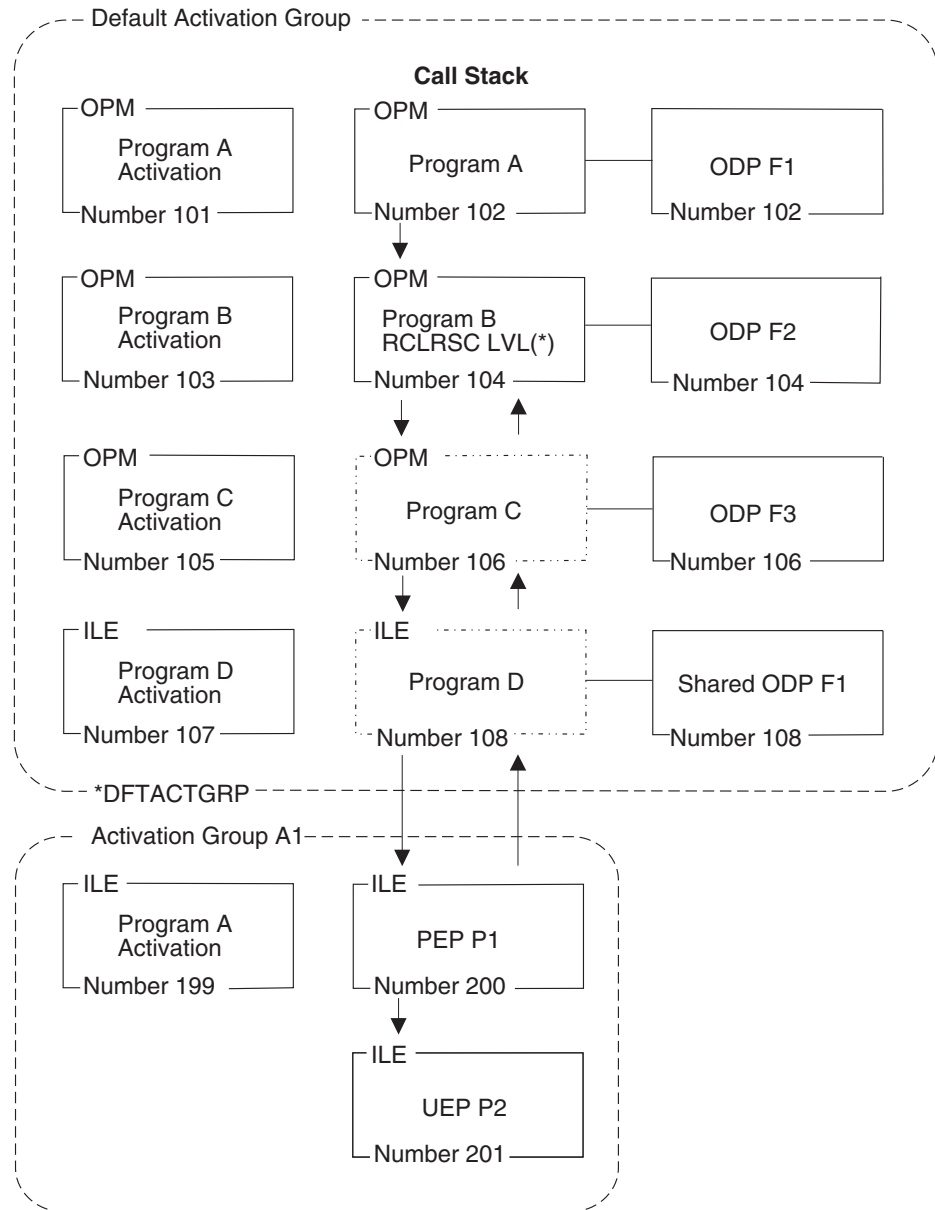 Default Activation Group
Call Stack
OPM
Program A
Activation
Number 101
OPM
Program A
Number 102
ODP F1
Number 102
OPM
Program B
Activation
Number 103
OPM
Program B
RCLRSC LVL(*)
Number 104
ODP F2
Number 104
OPM
Program C
Activation
Number 105
OPM
Program C
Number 106
ODP F3
Number 106
ILE
Program D
Activation
Number 107
ILE
Program D
Number 108
Shared ODP F1
Number 108
*DFTACTGRP
Activation Group A1
ILE
Program A
Activation
Number 199
ILE
PEP P1
Number 200
ILE
UEP P2
Number 201